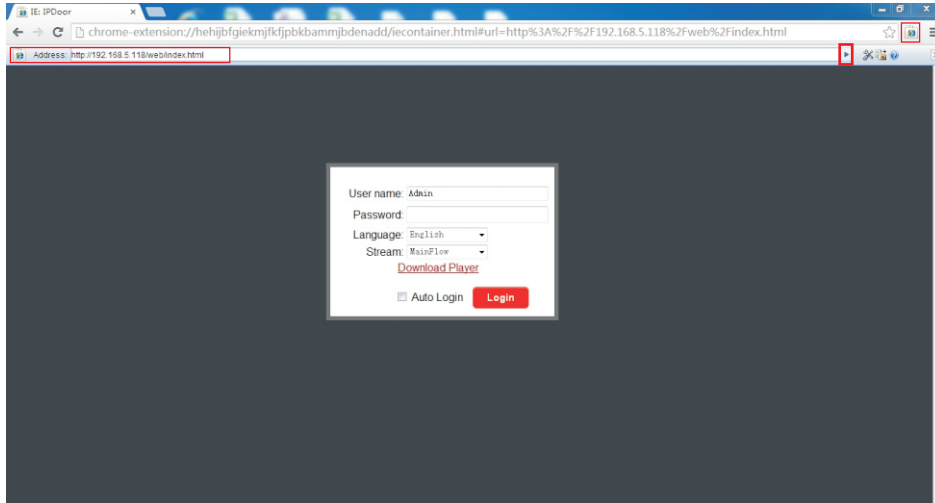 IE: IPDoor
chrome-extension://hehijbfgiekmjfkfjpbkbammjbdenadd/iecontainer.html#url=http%3A%2F%2F192.168.5.118%2Fweb%2Findex.html
Address: http://192.168.5.118/web/index.html
User name: Admin
Password:
Language: English
Stream: MainFlow
Download Player
Auto Login Login